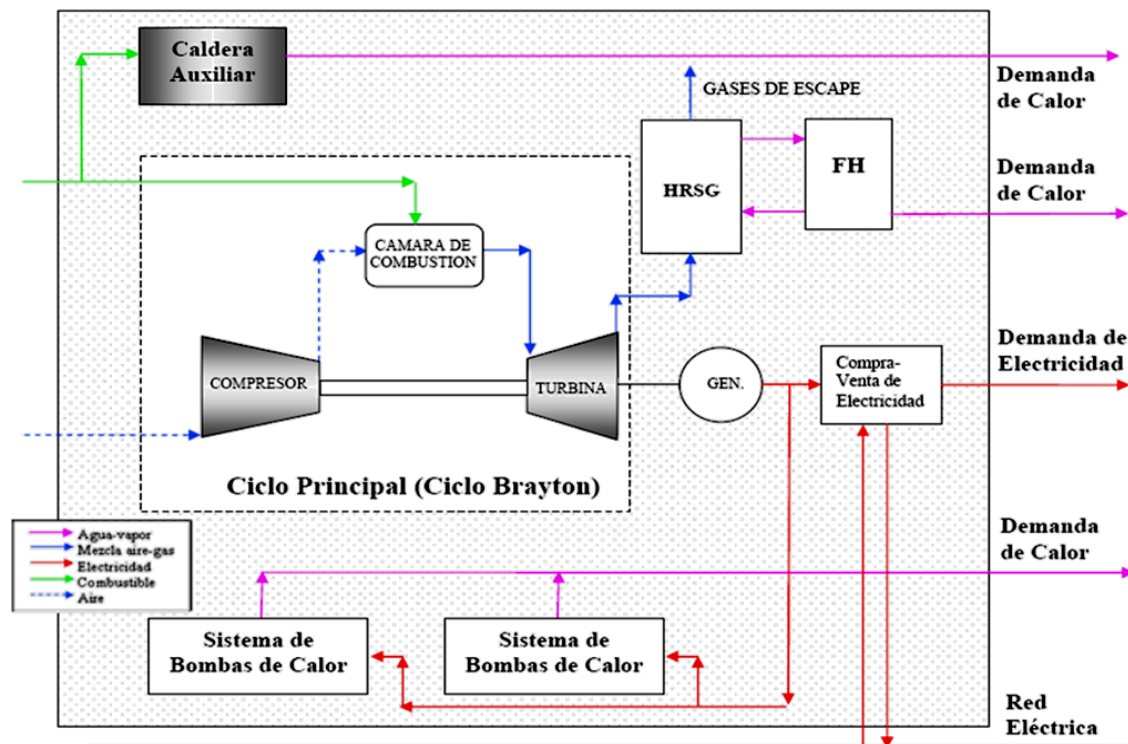 Caldera
Auxiliar
Demanda
de Calor
GASES DE ESCAPE
HRSG
FH
Demanda
de Calor
CAMARA DE
COMBUSTION
COMPRESOR
TURBINA
GEN.
Compra-
Venta de
Electricidad
Demanda de
Electricidad
Ciclo Principal (Ciclo Brayton)
Agua-vapor
Mezcla aire-gas
Electricidad
Combustible
Aire
Demanda
de Calor
Sistema de
Bombas de Calor
Sistema de
Bombas de Calor
Red
Eléctrica